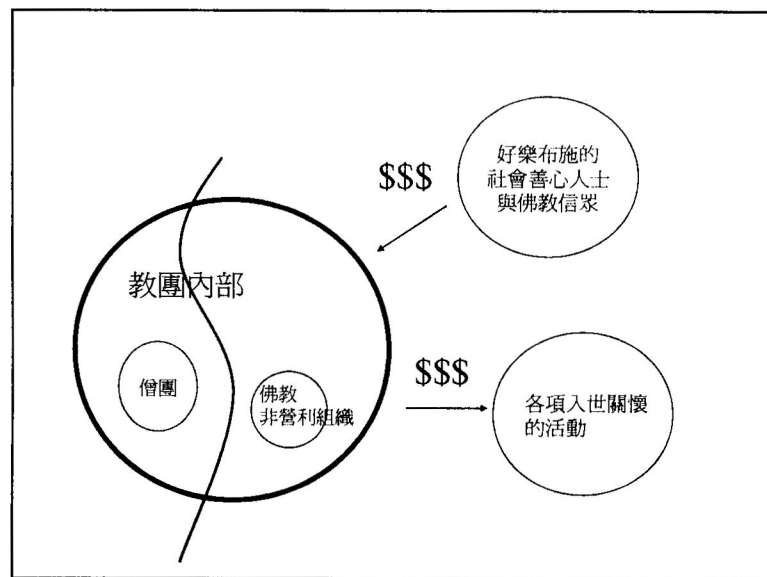 $$$
好樂布施的
社會善心人士
與佛教信眾
教團內部
僧團
佛教
非營利組織
$$$
各項入世關懷
的活動